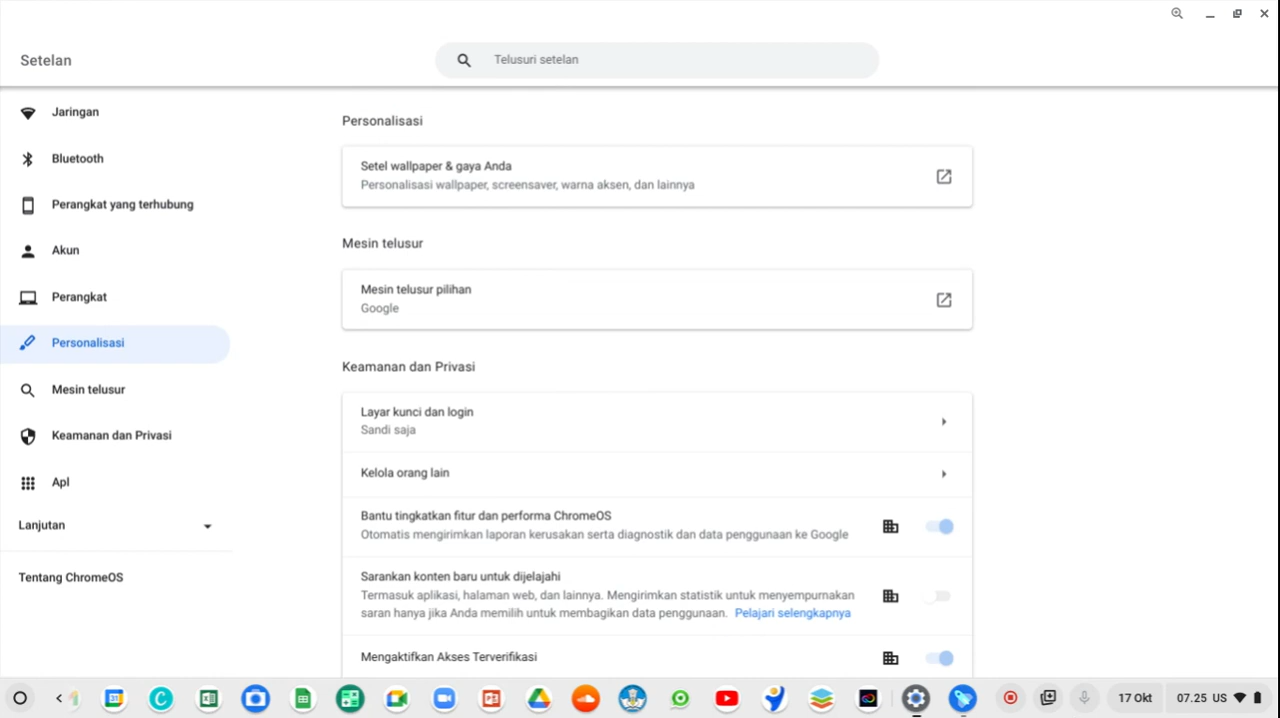 Setelan
Telusuri setelan
Jaringan
Bluetooth
Perangkat yang terhubung
Akun
Perangkat
Personalisasi
Mesin telusur
Keamanan dan Privasi
Apl
Lanjutan
Tentang ChromeOS
Personalisasi
Setel wallpaper & gaya Anda
Personalisasi wallpaper, screensaver, warna aksen, dan lainnya
Mesin telusur
Mesin telusur pilihan
Google
Keamanan dan Privasi
Layar kunci dan login
Sandi saja
Kelola orang lain
Bantu tingkatkan fitur dan performa ChromeOS
Otomatis mengirimkan laporan kerusakan serta diagnostik dan data penggunaan ke Google
Sarankan konten baru untuk dijelajahi
Termasuk aplikasi, halaman web, dan lainnya. Mengirimkan statistik untuk menyempurnakan
saran hanya jika Anda memilih untuk membagikan data penggunaan. Pelajari selengkapnya
Mengaktifkan Akses Terverifikasi
17 Okt 07.25 US